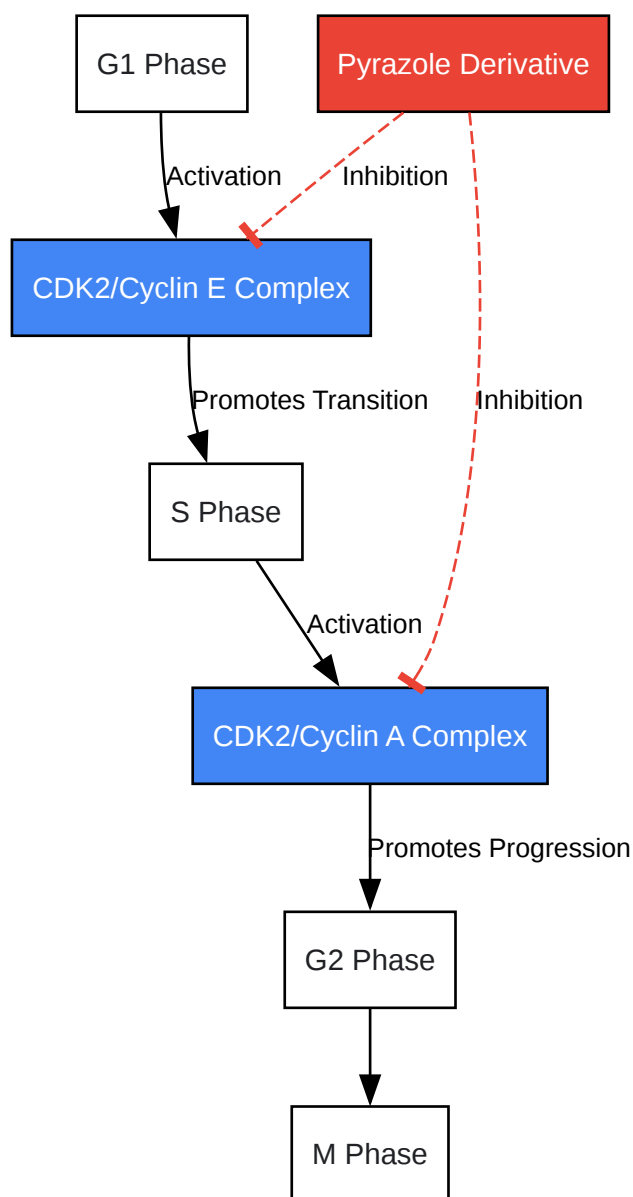 G1 Phase
Pyrazole Derivative
Activation
Inhibition
CDK2/Cyclin E Complex
Promotes Transition
Inhibition
S Phase
Activation
CDK2/Cyclin A Complex
Promotes Progression
G2 Phase
M Phase